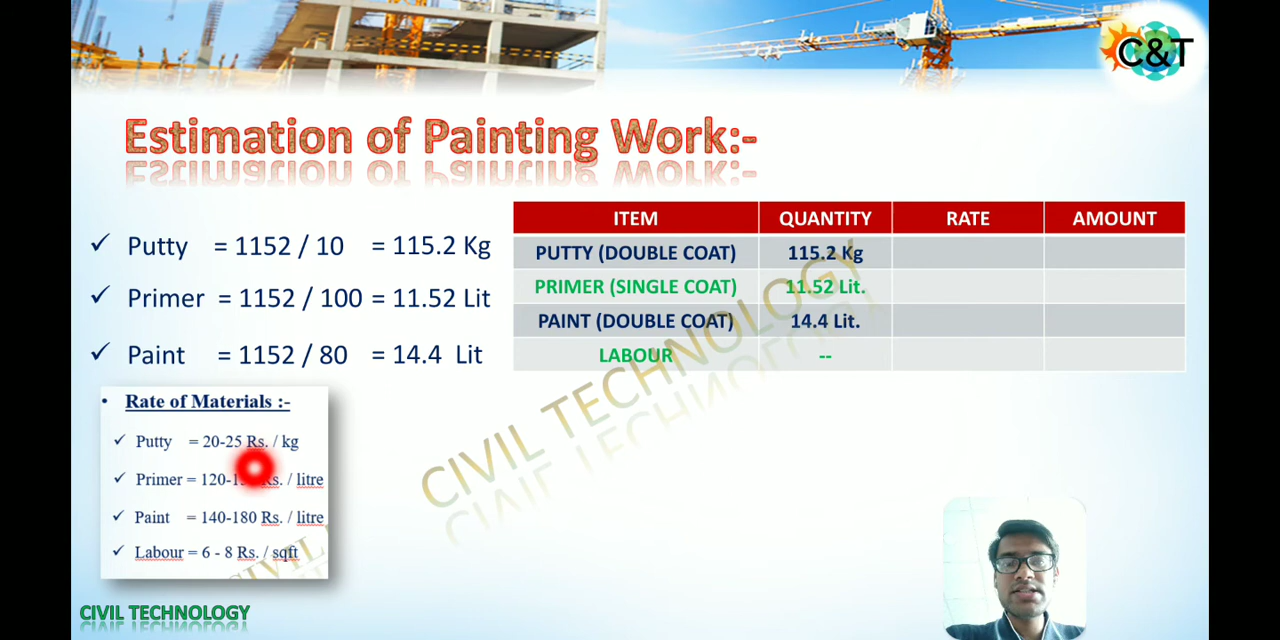 C&T
Estimation of Painting Work:-
✓ Putty = 1152 / 10 = 115.2 Kg
✓ Primer = 1152 / 100 = 11.52 Lit
✓ Paint = 1152 / 80 = 14.4 Lit
ITEM QUANTITY RATE AMOUNT
PUTTY (DOUBLE COAT) 115.2 Kg
PRIMER (SINGLE COAT) 11.52 Lit.
PAINT (DOUBLE COAT) 14.4 Lit.
LABOUR --
• Rate of Materials :-
✓ Putty = 20-25 Rs. / kg
✓ Primer = Rs. / litre
✓ Paint = 140-180 Rs. / litre
✓ Labour = 6 - 8 Rs. / sqft
CIVIL TECHNOLOGY
CIVIL TECHNOLOGY